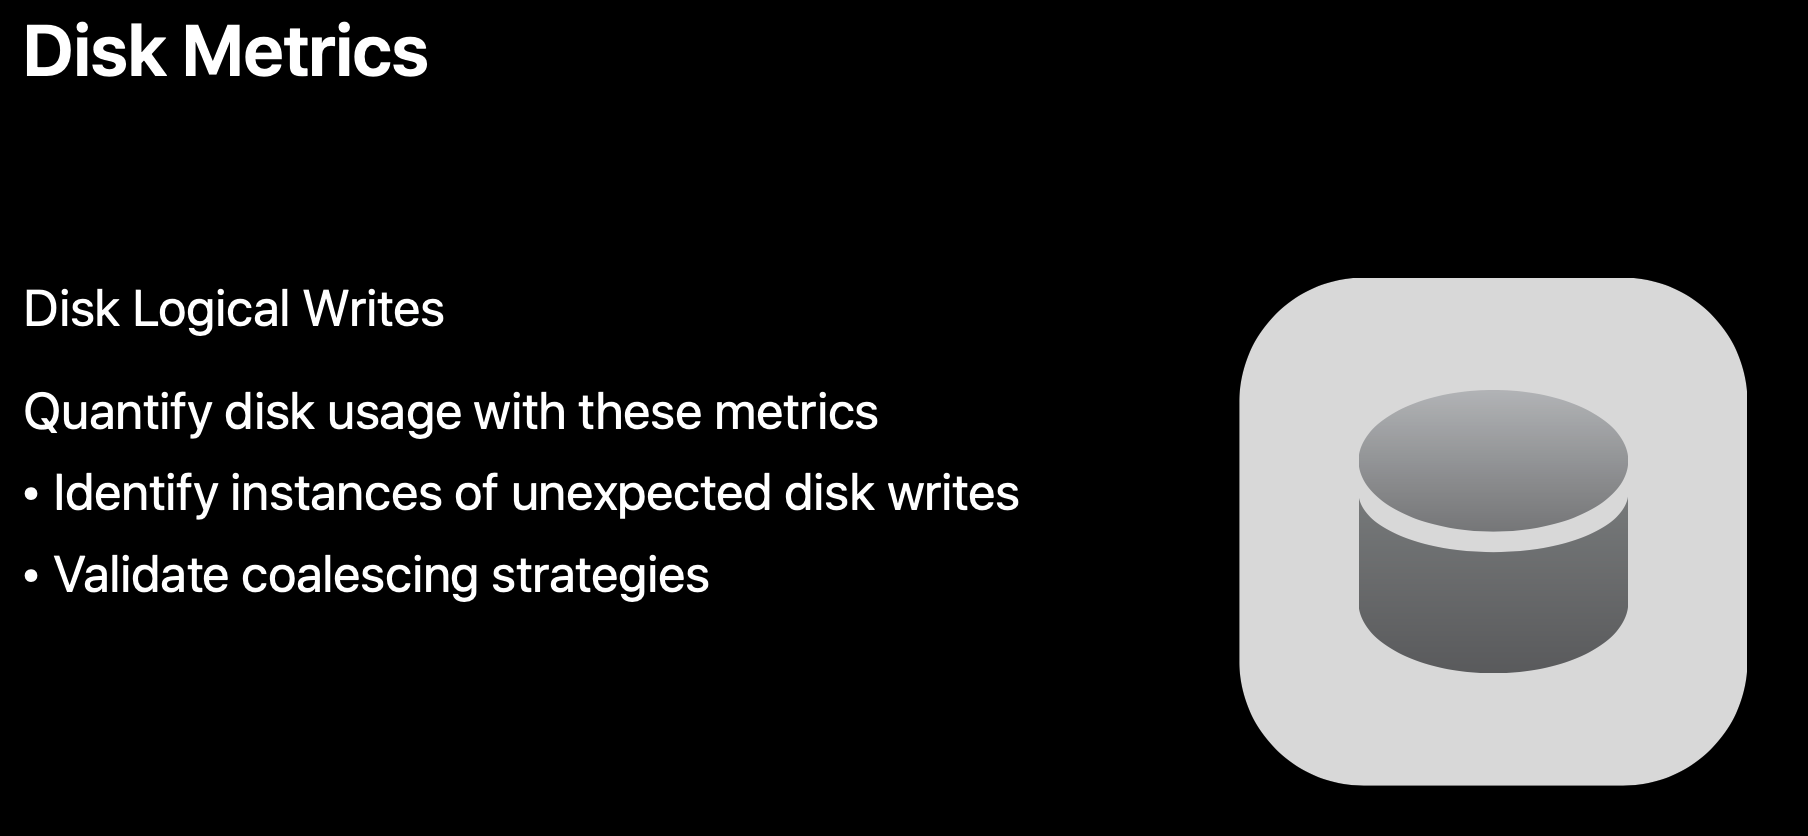 Disk Metrics
Disk Logical Writes
Quantify disk usage with these metrics
• Identify instances of unexpected disk writes
• Validate coalescing strategies